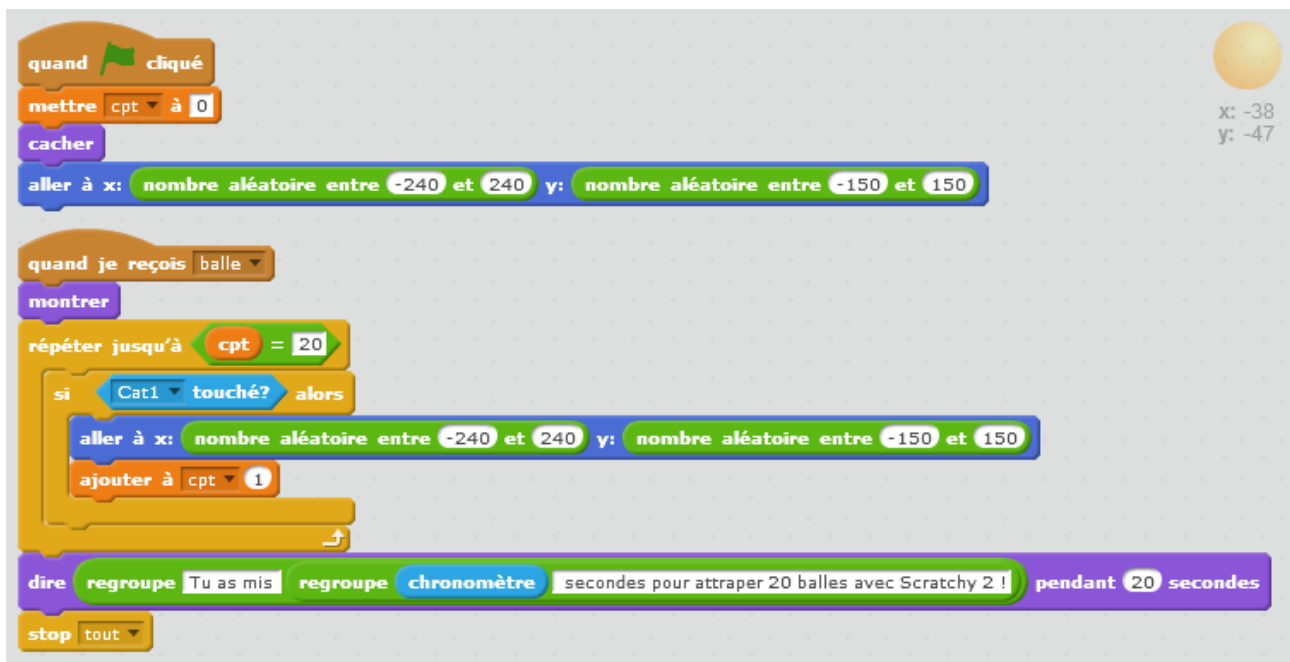 quand cliqué
mettre cpt à 0
cacher
aller à x: nombre aléatoire entre -240 et 240 y: nombre aléatoire entre -150 et 150
x: -38
y: -47
quand je reçois balle
montrer
répéter jusqu'à cpt = 20
si Cat1 touché? alors
aller à x: nombre aléatoire entre -240 et 240 y: nombre aléatoire entre -150 et 150
ajouter à cpt 1
dire regroupe Tu as mis regroupe chronomètre secondes pour attraper 20 balles avec Scratchy 2 ! pendant 20 secondes
stop tout